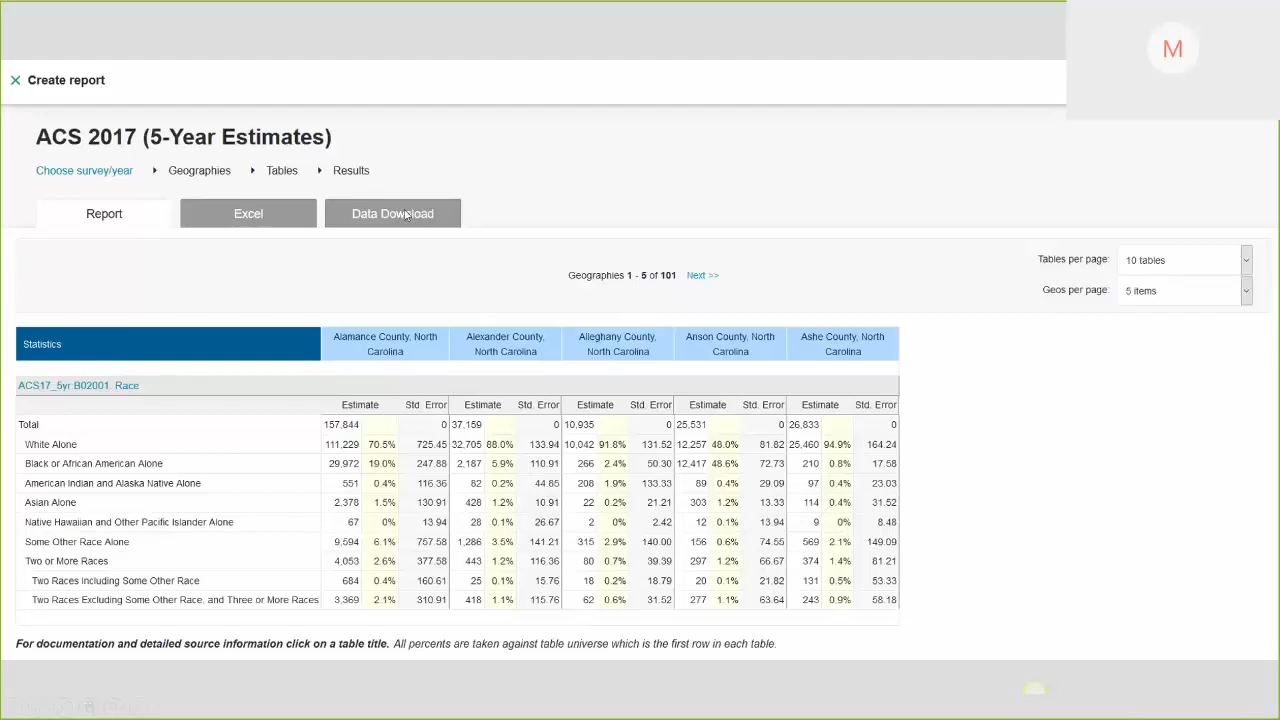 M
× Create report
ACS 2017 (5-Year Estimates)
Choose survey/year Geographies Tables Results
Report Excel Data Download
Tables per page: 10 tables
Geographies 1 - 5 of 101 Next >>
Geos per page: 5 items
Statistics Alamance County, North Carolina Alexander County, North Carolina Alleghany County, North Carolina Anson County, North Carolina Ashe County, North Carolina
ACS17_5yr:B02001. Race
Estimate Std. Error Estimate Std. Error Estimate Std. Error Estimate Std. Error Estimate Std. Error
Total 157,844 0 37,159 0 10,935 0 25,531 0 26,833 0
White Alone 111,229 70.5% 725.45 32,705 88.0% 133.94 10,042 91.8% 131.52 12,257 48.0% 81.82 25,460 94.9% 164.24
Black or African American Alone 29,972 19.0% 247.88 2,187 5.9% 110.91 266 2.4% 50.30 12,417 48.6% 72.73 210 0.8% 17.58
American Indian and Alaska Native Alone 551 0.4% 116.36 82 0.2% 44.85 208 1.9% 133.33 89 0.4% 29.09 97 0.4% 23.03
Asian Alone 2,378 1.5% 130.91 428 1.2% 10.91 22 0.2% 21.21 303 1.2% 13.33 114 0.4% 31.52
Native Hawaiian and Other Pacific Islander Alone 67 0% 13.94 28 0.1% 26.67 2 0% 2.42 12 0.1% 13.94 9 0% 8.48
Some Other Race Alone 9,594 6.1% 757.58 1,286 3.5% 141.21 315 2.9% 140.00 156 0.6% 74.55 569 2.1% 149.09
Two or More Races 4,053 2.6% 377.58 443 1.2% 116.36 80 0.7% 39.39 297 1.2% 66.67 374 1.4% 81.21
Two Races Including Some Other Race 684 0.4% 160.61 25 0.1% 15.76 18 0.2% 18.79 20 0.1% 21.82 131 0.5% 53.33
Two Races Excluding Some Other Race, and Three or More Races 3,369 2.1% 310.91 418 1.1% 115.76 62 0.6% 31.52 277 1.1% 63.64 243 0.9% 58.18
For documentation and detailed source information click on a table title. All percents are taken against table universe which is the first row in each table.